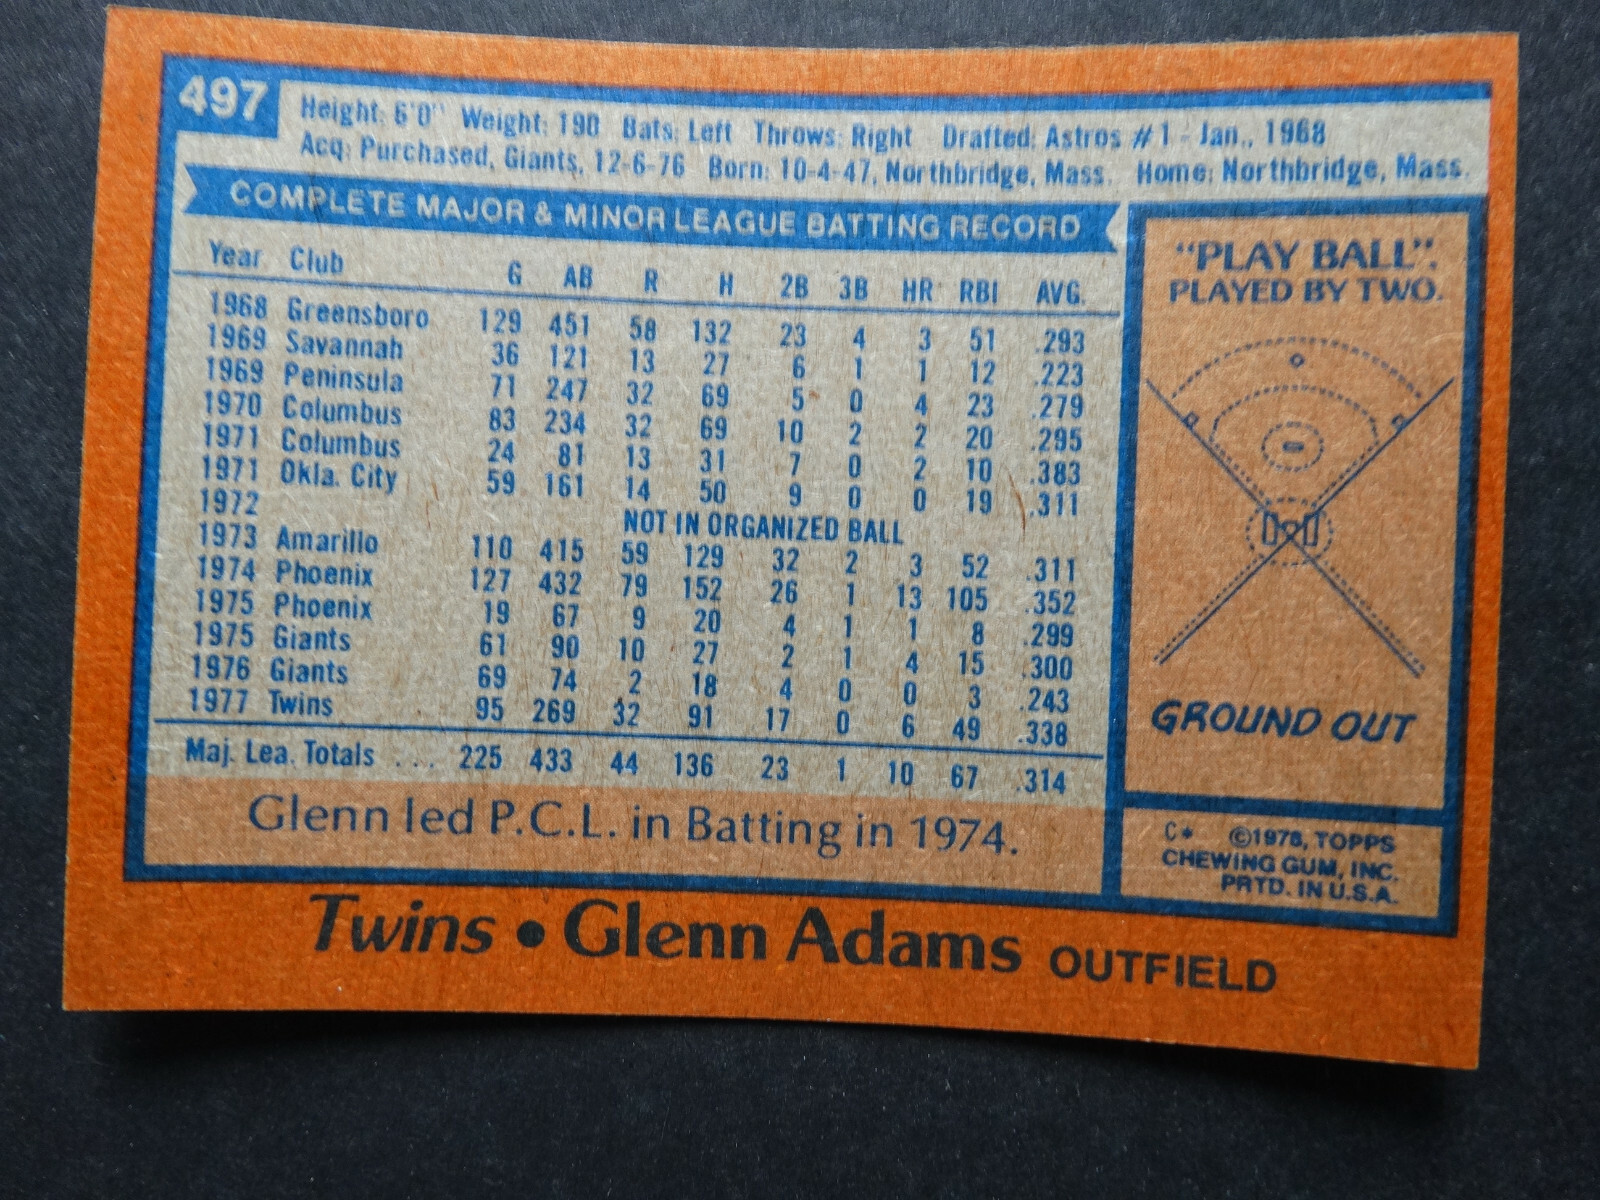 497
Height: 6'0" Weight: 190 Bats: Left Throws: Right Drafted: Astros #1 - Jan., 1968
Acq: Purchased, Giants, 12-6-76 Born: 10-4-47, Northbridge, Mass. Home: Northbridge, Mass.
COMPLETE MAJOR & MINOR LEAGUE BATTING RECORD
Year Club G AB R H 2B 3B HR RBI AVG.
1968 Greensboro 129 451 58 132 23 4 3 51 .293
1969 Savannah 36 121 13 27 6 1 1 12 .223
1969 Peninsula 71 247 32 69 5 0 4 23 .279
1970 Columbus 83 234 32 69 10 2 2 20 .295
1971 Columbus 24 81 13 31 7 0 2 10 .383
1971 Okla. City 59 161 14 50 9 0 0 19 .311
1972 NOT IN ORGANIZED BALL
1973 Amarillo 110 415 59 129 32 2 3 52 .311
1974 Phoenix 127 432 79 152 26 1 13 105 .352
1975 Phoenix 19 67 9 20 4 1 1 8 .299
1975 Giants 61 90 10 27 2 1 4 15 .300
1976 Giants 69 74 2 18 4 0 0 3 .243
1977 Twins 95 269 32 91 17 0 6 49 .338
Maj. Lea. Totals . . . 225 433 44 136 23 1 10 67 .314
Glenn led P.C.L. in Batting in 1974.
"PLAY BALL".
PLAYED BY TWO.
GROUND OUT
C* ©1978, TOPPS
CHEWING GUM, INC.
PRTD. IN U.S.A.
Twins • Glenn Adams OUTFIELD